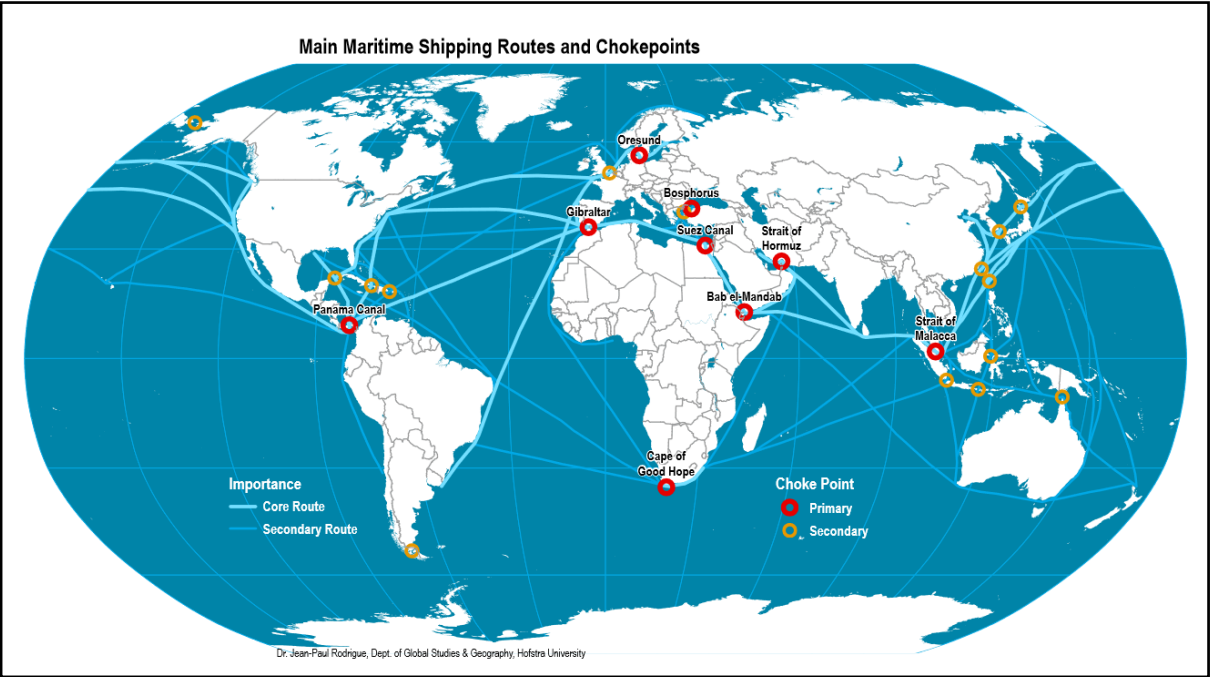 Main Maritime Shipping Routes and Chokepoints
Oresund
Bosphorus
Gibraltar
Suez Canal
Strait of
Hormuz
Bab el-Mandab
Panama Canal
Strait of
Malacca
Cape of
Good Hope
Importance
Core Route
Secondary Route
Choke Point
Primary
Secondary
Dr. Jean-Paul Rodrigue, Dept. of Global Studies & Geography, Hofstra University